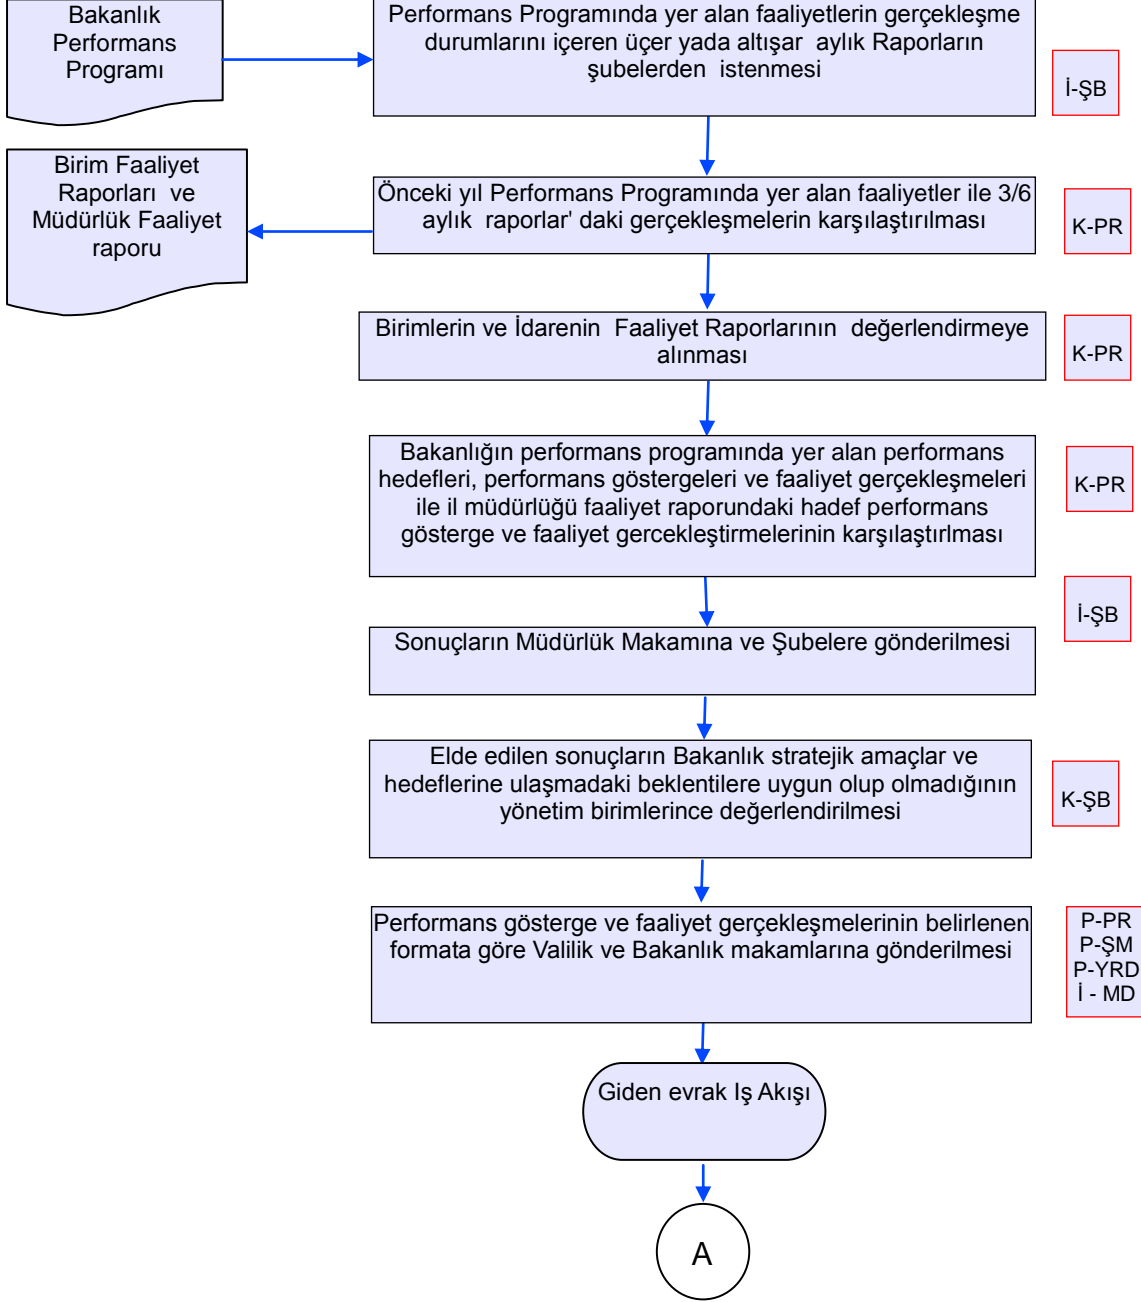 Bakanlık
Performans
Programı
Performans Programında yer alan faaliyetlerin gerçekleşme
durumlarını içeren üçer yada altışar aylık Raporların
şubelerden istenmesi
İ-ŞB
Birim Faaliyet
Raporları ve
Müdürlük Faaliyet
raporu
Önceki yıl Performans Programında yer alan faaliyetler ile 3/6
aylık raporlar' daki gerçekleşmelerin karşılaştırılması
K-PR
Birimlerin ve İdarenin Faaliyet Raporlarının değerlendirmeye
alınması
K-PR
Bakanlığın performans programında yer alan performans
hedefleri, performans göstergeleri ve faaliyet gerçekleşmeleri
ile il müdürlüğü faaliyet raporundaki hadef performans
gösterge ve faaliyet gercekleştirmelerinin karşılaştırlması
K-PR
İ-ŞB
Sonuçların Müdürlük Makamına ve Şubelere gönderilmesi
Elde edilen sonuçların Bakanlık stratejik amaçlar ve
hedeflerine ulaşmadaki beklentilere uygun olup olmadığının
yönetim birimlerince değerlendirilmesi
K-ŞB
Performans gösterge ve faaliyet gerçekleşmelerinin belirlenen
formata göre Valilik ve Bakanlık makamlarına gönderilmesi
P-PR
P-ŞM
P-YRD
İ - MD
Giden evrak Iş Akışı
A